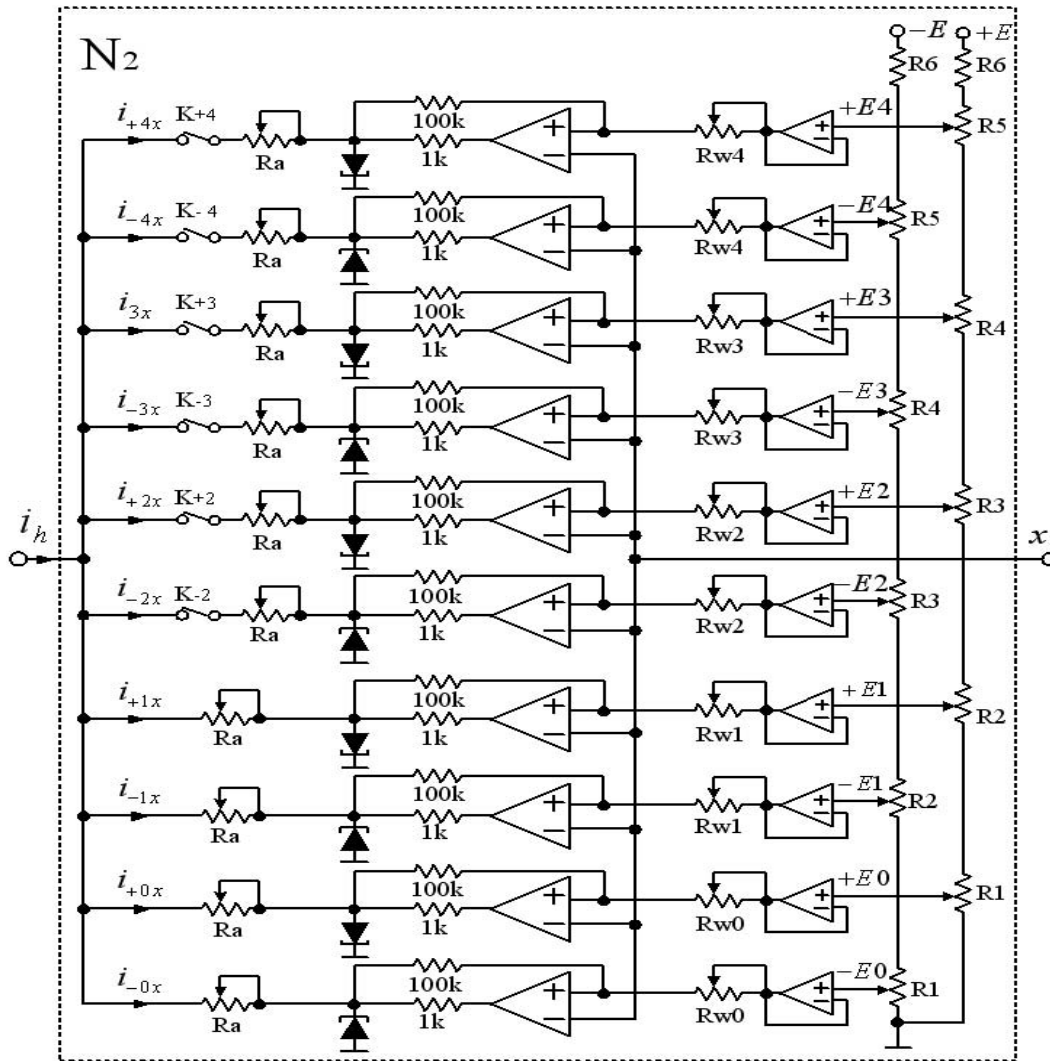 N2
−E
+E
R6
R6
i+4x
K+4
Ra
100k
1k
+
−
Rw4
+
−
+E4
R5
i−4x
K-4
Ra
100k
1k
+
−
Rw4
+
−
−E4
R5
i3x
K+3
Ra
100k
1k
+
−
Rw3
+
−
+E3
R4
i−3x
K-3
Ra
100k
1k
+
−
Rw3
+
−
−E3
R4
i+2x
K+2
Ra
100k
1k
+
−
Rw2
+
−
+E2
R3
ih
x
i−2x
K-2
Ra
100k
1k
+
−
Rw2
+
−
−E2
R3
i+1x
Ra
100k
1k
+
−
Rw1
+
−
+E1
R2
i−1x
Ra
100k
1k
+
−
Rw1
+
−
−E1
R2
i+0x
Ra
100k
1k
+
−
Rw0
+
−
+E0
R1
i−0x
Ra
100k
1k
+
−
Rw0
+
−
−E0
R1